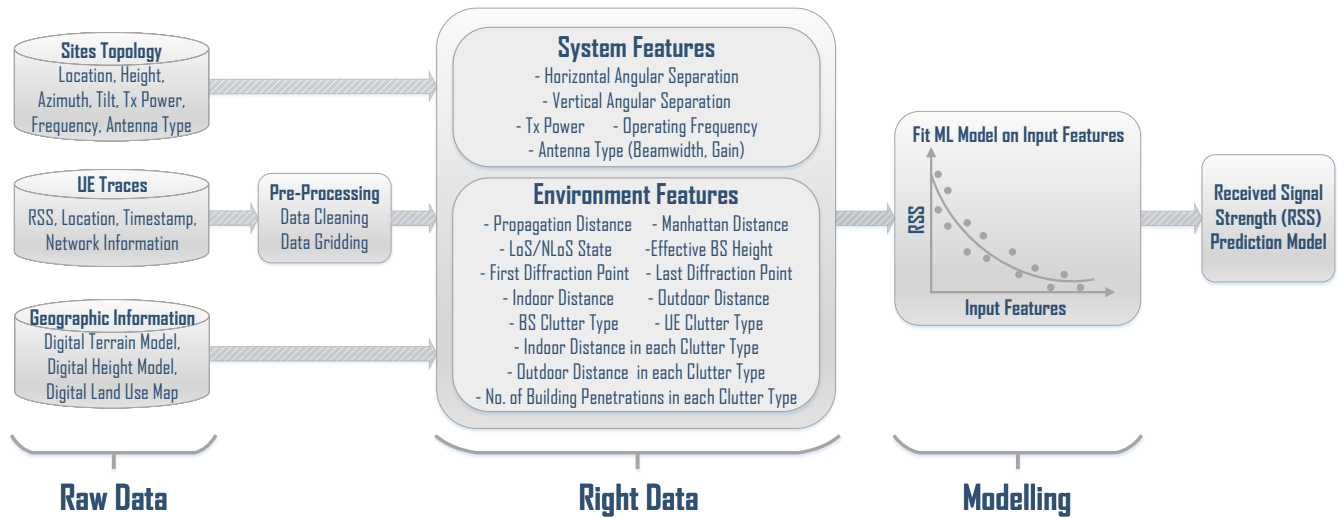 Sites Topology
Location, Height,
Azimuth, Tilt, Tx Power,
Frequency, Antenna Type
UE Traces
RSS, Location, Timestamp,
Network Information
Geographic Information
Digital Terrain Model,
Digital Height Model,
Digital Land Use Map
Raw Data
Pre-Processing
Data Cleaning
Data Gridding
System Features
- Horizontal Angular Separation
- Vertical Angular Separation
- Tx Power - Operating Frequency
- Antenna Type (Beamwidth, Gain)
Environment Features
- Propagation Distance - Manhattan Distance
- LoS/NLoS State -Effective BS Height
- First Diffraction Point - Last Diffraction Point
- Indoor Distance - Outdoor Distance
- BS Clutter Type - UE Clutter Type
- Indoor Distance in each Clutter Type
- Outdoor Distance in each Clutter Type
- No. of Building Penetrations in each Clutter Type
Right Data
Fit ML Model on Input Features
RSS
Input Features
Modelling
Received Signal
Strength (RSS)
Prediction Model